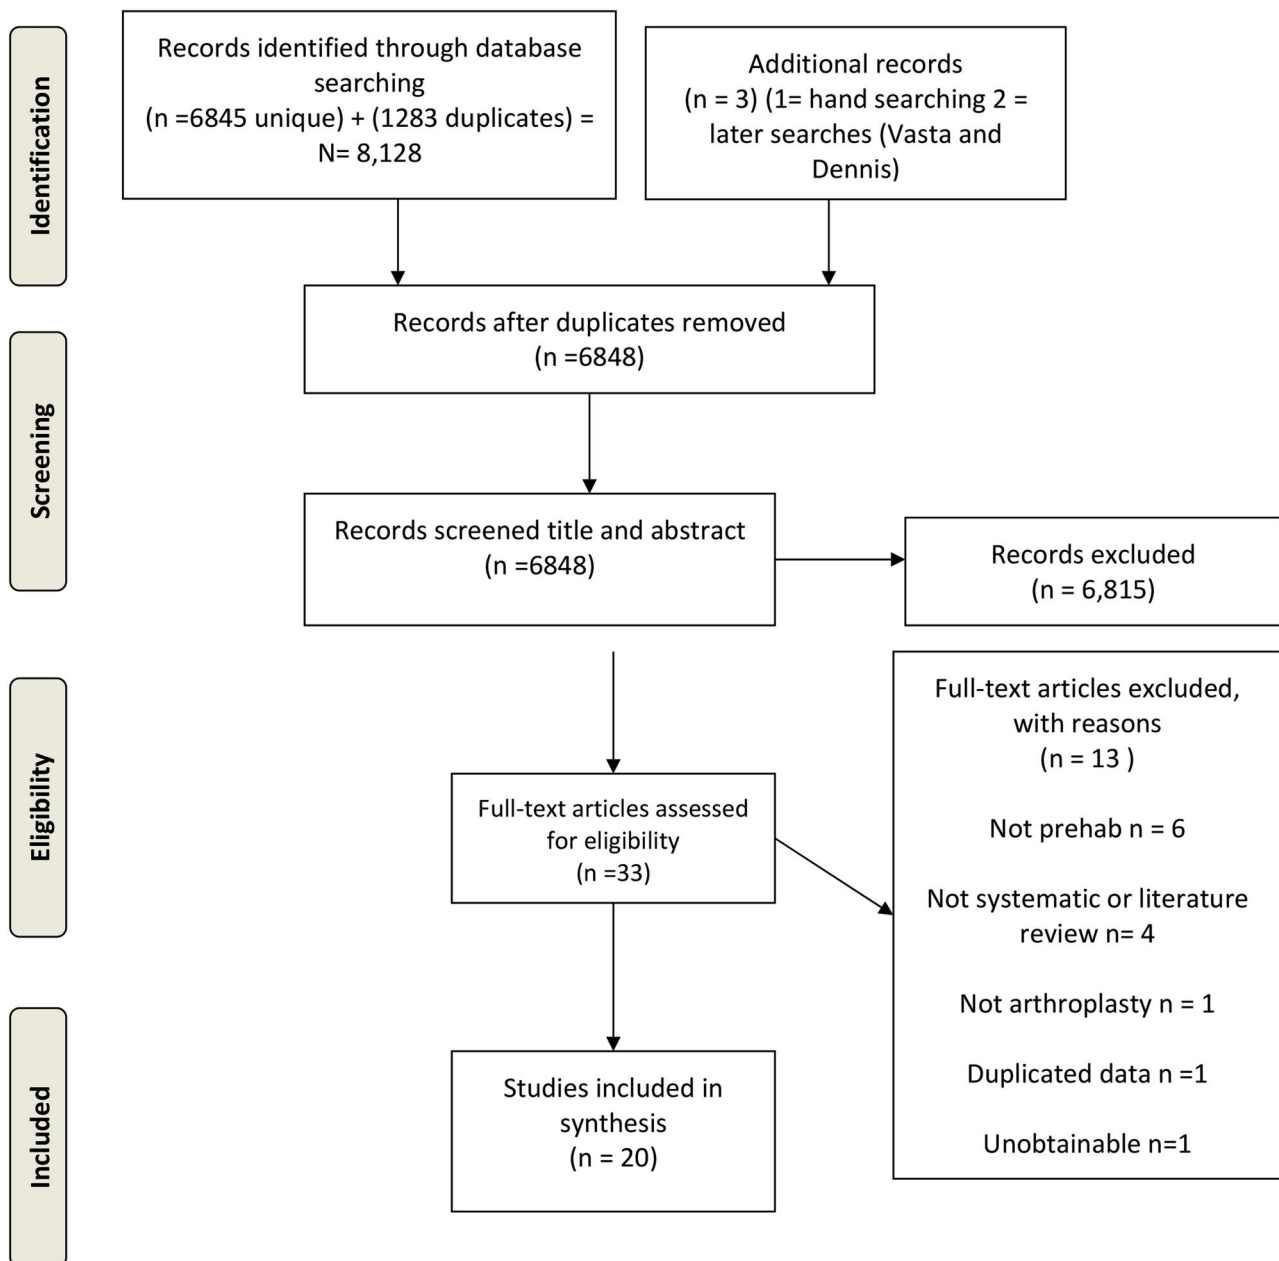 Identification
Records identified through database
searching
(n =6845 unique) + (1283 duplicates) =
N= 8,128
Additional records
(n = 3) (1= hand searching 2 =
later searches (Vasta and
Dennis)
Records after duplicates removed
(n =6848)
Screening
Records screened title and abstract
(n =6848)
Records excluded
(n = 6,815)
Eligibility
Full-text articles assessed
for eligibility
(n =33)
Full-text articles excluded,
with reasons
(n = 13 )
Not prehab n = 6
Not systematic or literature
review n= 4
Not arthroplasty n = 1
Duplicated data n =1
Unobtainable n=1
Included
Studies included in
synthesis
(n = 20)